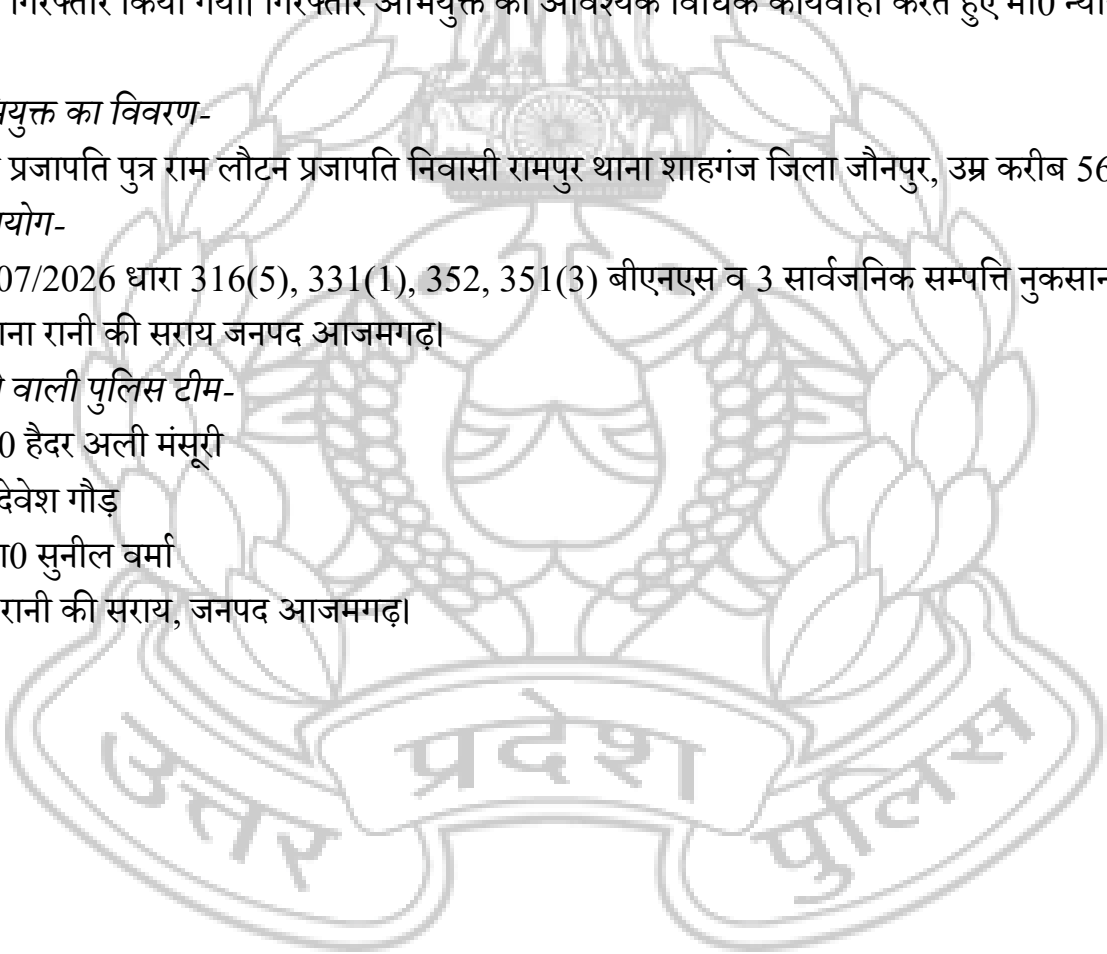 गिरफ्तार किया गया। गिरफ्तार अभियुक्त को आवश्यक विधिक कार्यवाही करते हुए मा0
का विवरण-
प्रजापति पुत्र राम लौटन प्रजापति निवासी रामपुर थाना शाहगंज जिला जौनपुर, उम्र करीब 56
07/2026 धारा 316(5), 331(1), 352, 351(3) बीएनएस व 3 सार्वजनिक सम्पत्ति नुकसान
रानी की सराय जनपद आजमगढ़।
वाली पुलिस टीम-
0 हैदर अली मंसूरी
देवेश गौड़
0 सुनील वर्मा
रानी की सराय, जनपद आजमगढ़।
उत्तर प्रदेश पुलिस